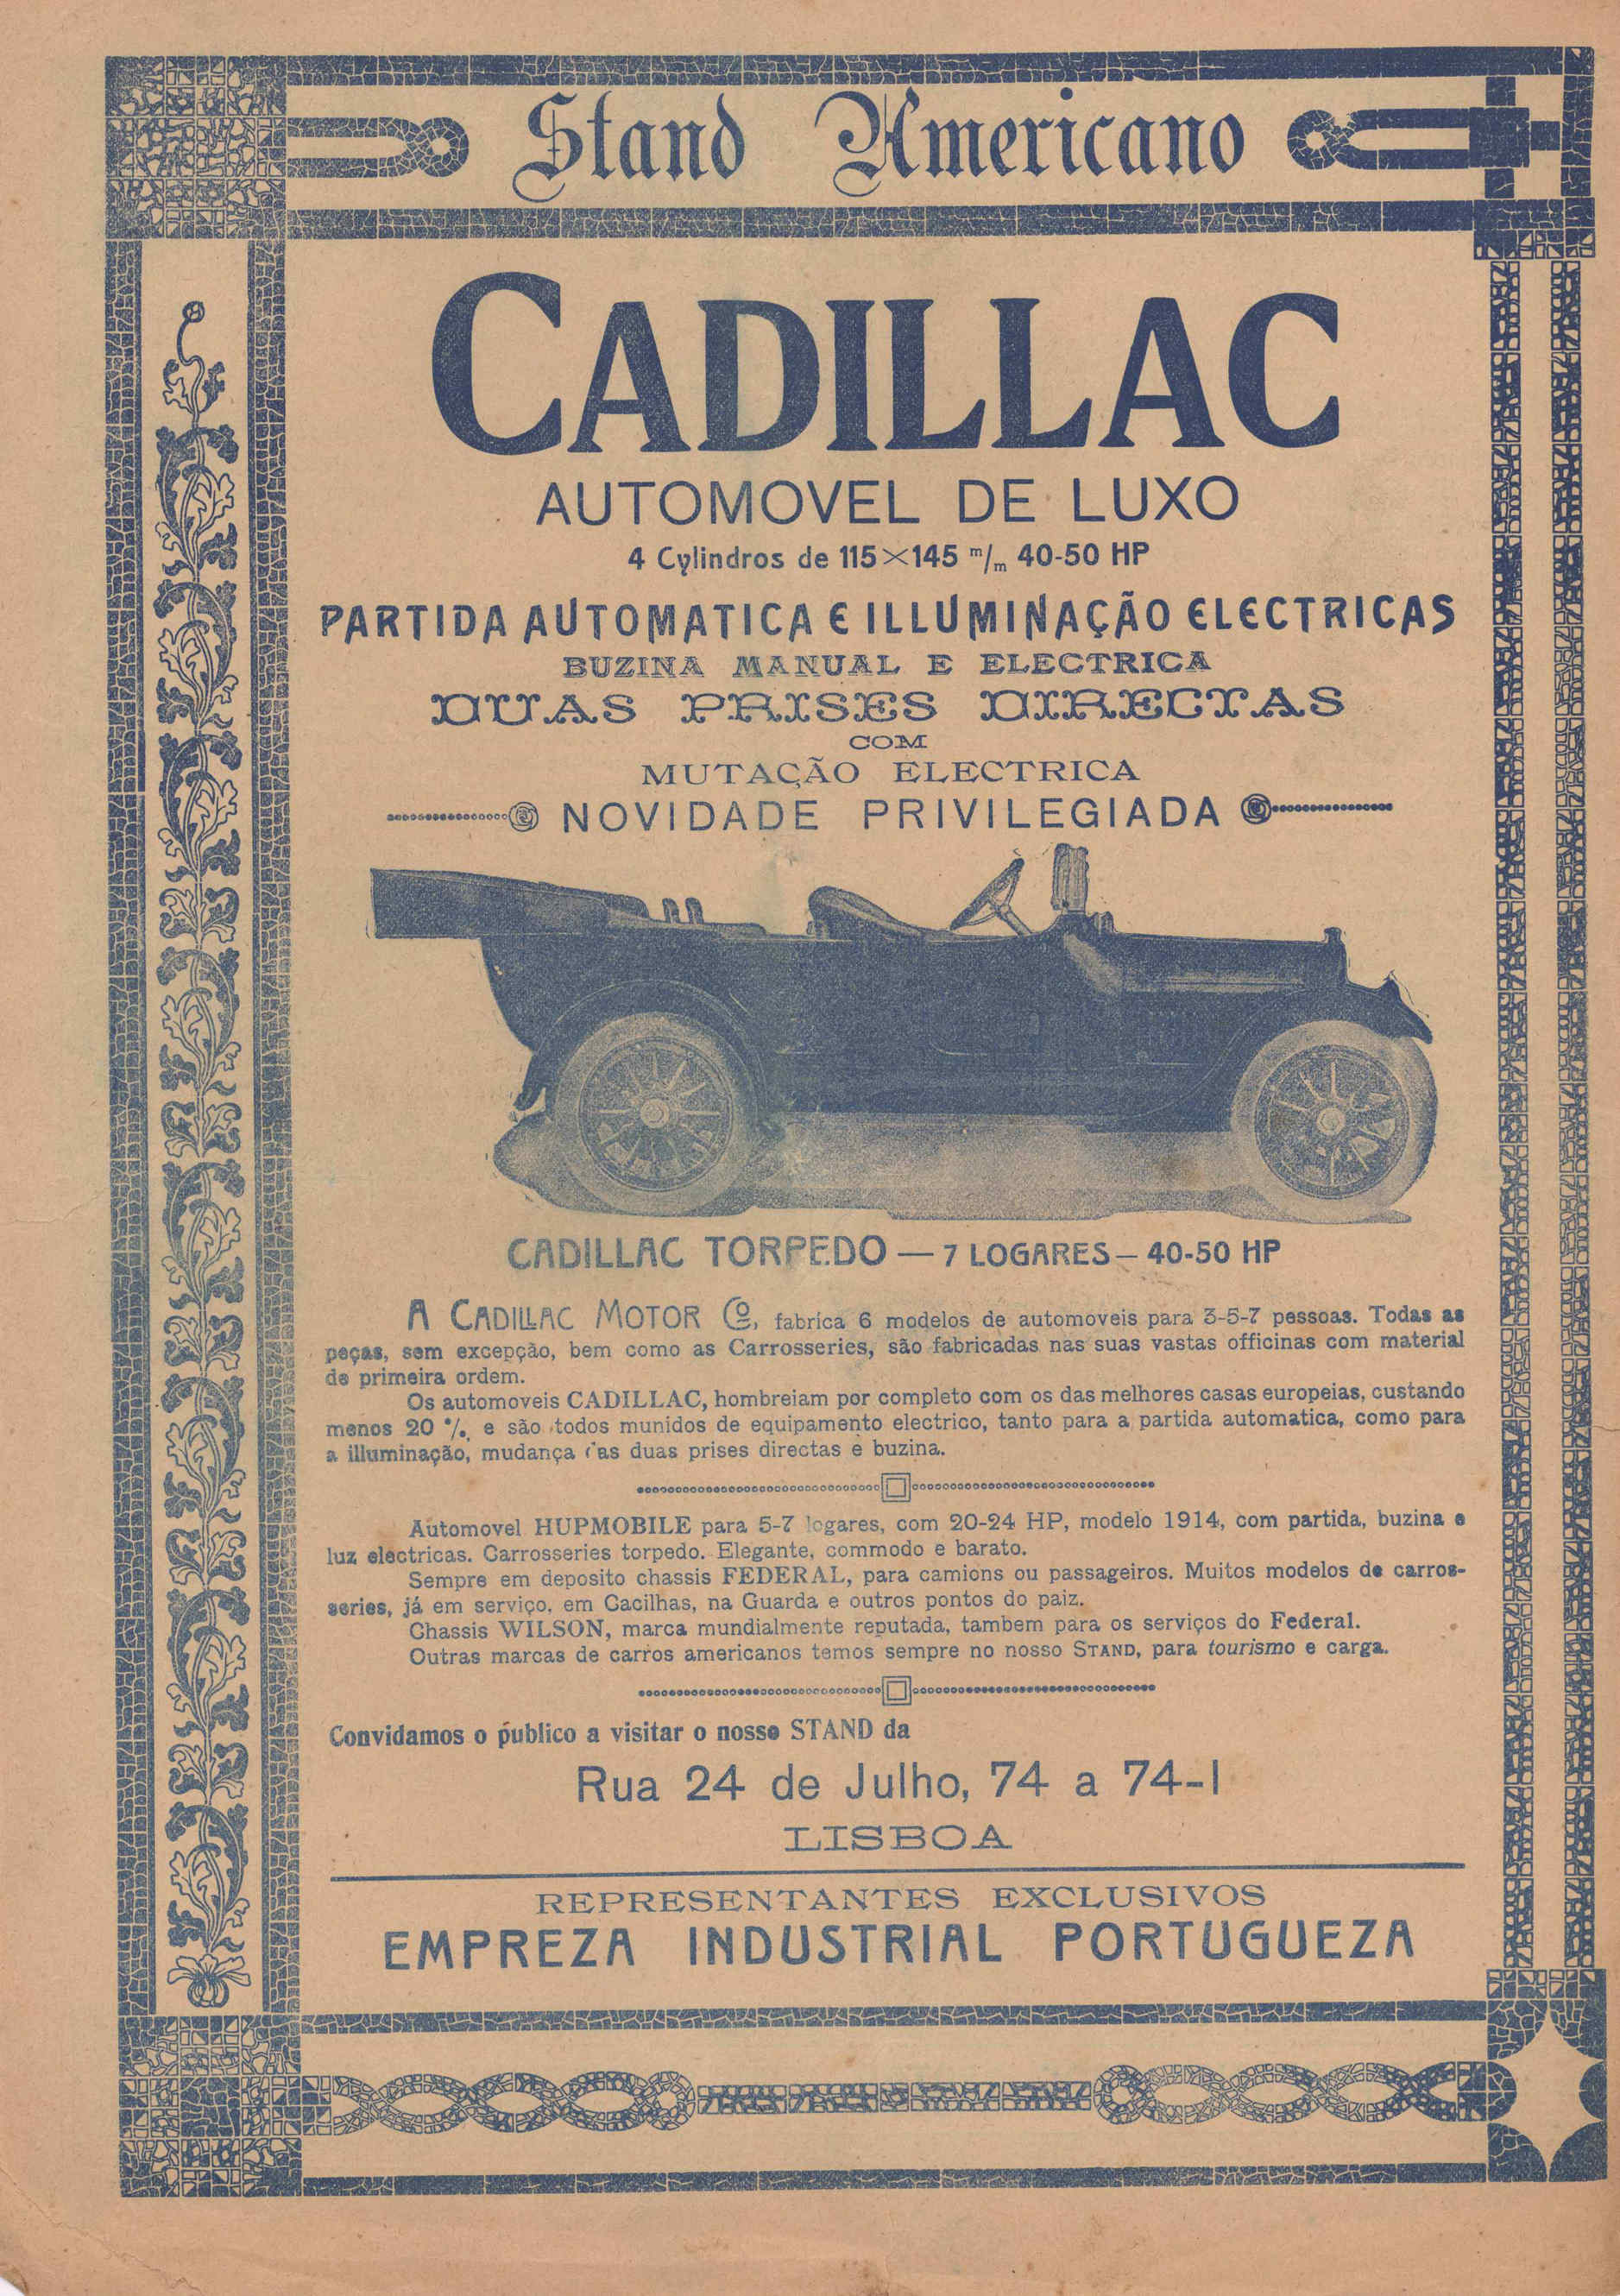 Stand Americano
CADILLAC
AUTOMOVEL DE LUXO
4 Cylindros de 115×145 m/m 40-50 HP
PARTIDA AUTOMATICA E ILLUMINAÇÃO ELECTRICAS
BUZINA MANUAL E ELECTRICA
DUAS PRISES DIRECTAS
COM
MUTAÇÃO ELECTRICA
NOVIDADE PRIVILEGIADA
CADILLAC TORPEDO — 7 LOGARES — 40-50 HP
A CADILLAC MOTOR Co, fabrica 6 modelos de automoveis para 3-5-7 pessoas. Todas as
peças, sem excepção, bem como as Carrosseries, são fabricadas nas suas vastas officinas com material
de primeira ordem.
Os automoveis CADILLAC, hombreiam por completo com os das melhores casas europeias, custando
menos 20 %, e são todos munidos de equipamento electrico, tanto para a partida automatica, como para
a illuminação, mudança das duas prises directas e buzina.
Automovel HUPMOBILE para 5-7 logares, com 20-24 HP, modelo 1914, com partida, buzina e
luz electricas. Carrosseries torpedo. Elegante, commodo e barato.
Sempre em deposito chassis FEDERAL, para camions ou passageiros. Muitos modelos de carros-
series, já em serviço, em Cacilhas, na Guarda e outros pontos do paiz.
Chassis WILSON, marca mundialmente reputada, tambem para os serviços do Federal.
Outras marcas de carros americanos temos sempre no nosso STAND, para tourismo e carga.
Convidamos o publico a visitar o nosso STAND da
Rua 24 de Julho, 74 a 74-I
LISBOA
REPRESENTANTES EXCLUSIVOS
EMPREZA INDUSTRIAL PORTUGUEZA